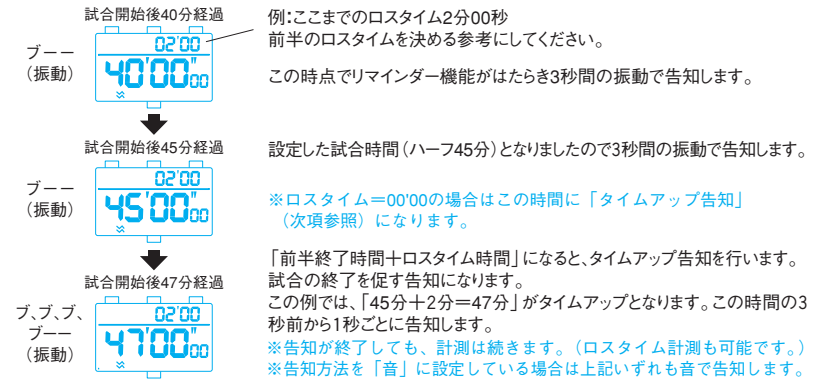 試合開始後40分経過
02'00
40'00"00
ブーー
（振動）
例：ここまでのロスタイム2分00秒
前半のロスタイムを決める参考にしてください。
この時点でリマインダー機能がはたらき3秒間の振動で告知します。
試合開始後45分経過
02'00
45'00"00
ブーー
（振動）
設定した試合時間（ハーフ45分）となりましたので3秒間の振動で告知します。
※ロスタイム＝00'00の場合はこの時間に「タイムアップ告知」
（次項参照）になります。
試合開始後47分経過
02'00
47'00"00
ブ、ブ、ブ、
ブーー
（振動）
「前半終了時間＋ロスタイム時間」になると、タイムアップ告知を行います。
試合の終了を促す告知になります。
この例では、「45分＋2分＝47分」がタイムアップとなります。この時間の3
秒前から1秒ごとに告知します。
※告知が終了しても、計測は続きます。（ロスタイム計測も可能です。）
※告知方法を「音」に設定している場合は上記いずれも音で告知します。